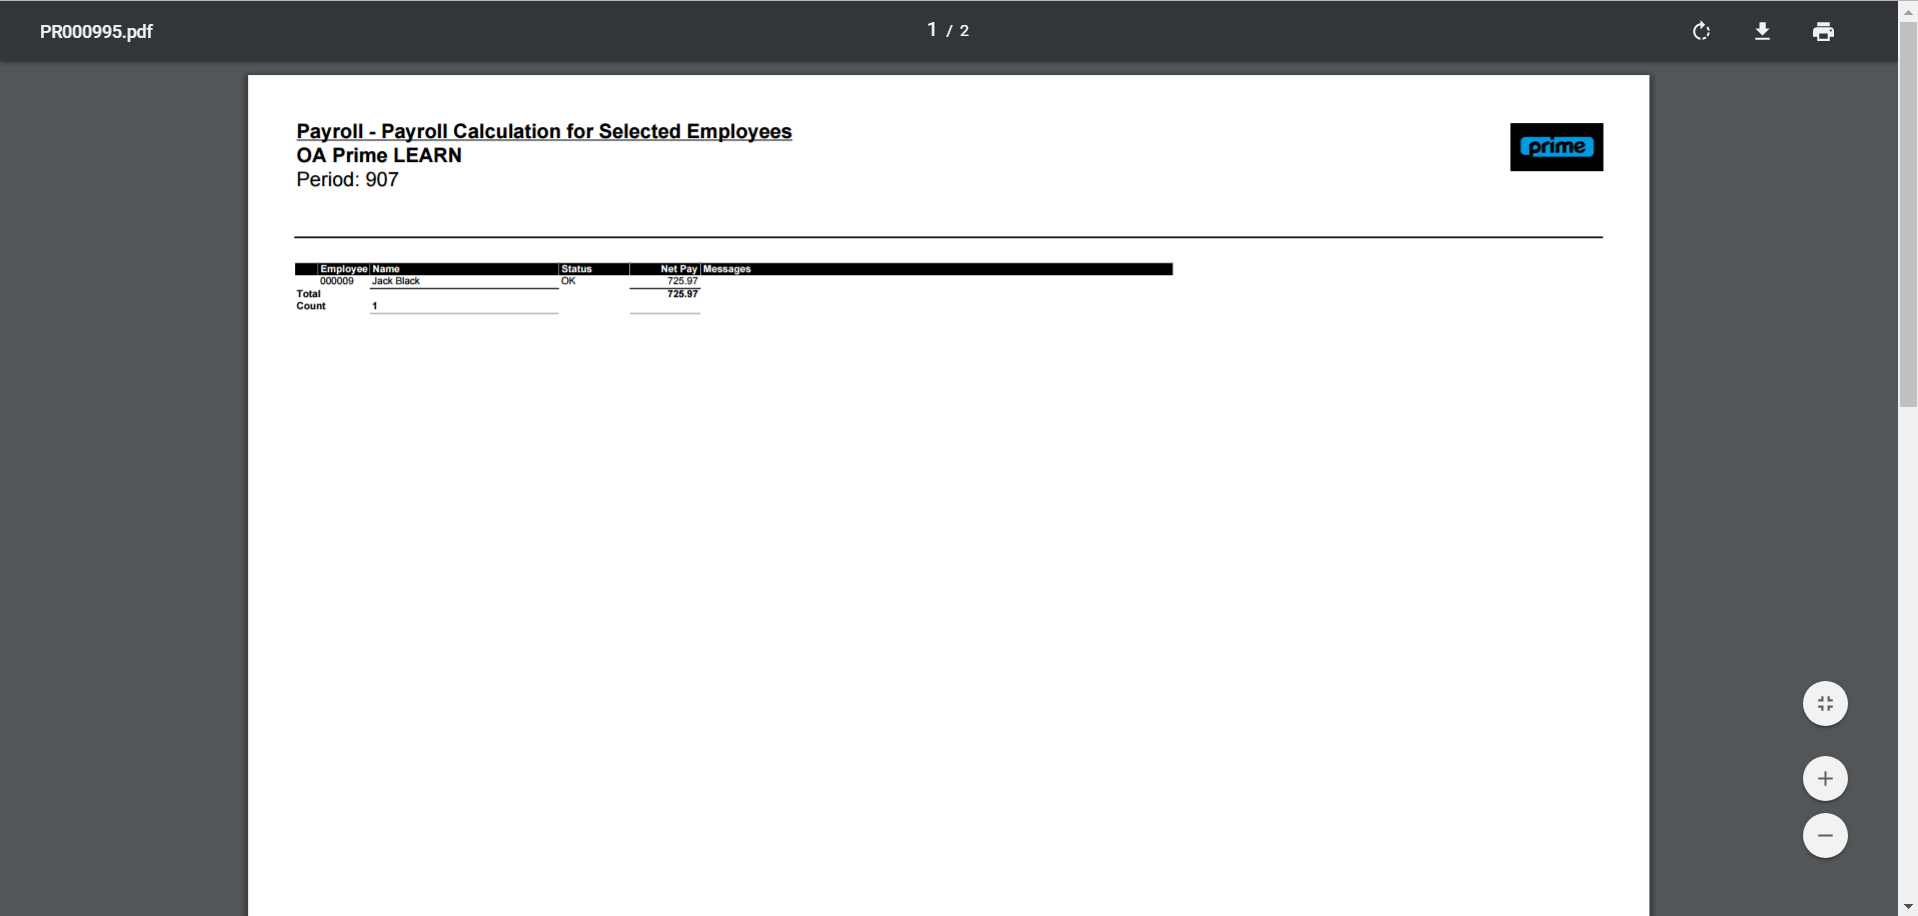 PR000995.pdf
1 / 2
Payroll - Payroll Calculation for Selected Employees
OA Prime LEARN
Period: 907
prime
Employee Name Status Net Pay Messages
000009 Jack Black OK 725.97
Total 725.97
Count 1